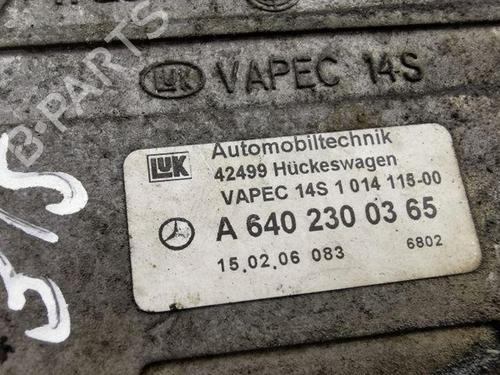 LUK VAPEC 14S
B-PARTS
LUK Automobiltechnik
42499 Hückeswagen
VAPEC 14S 1 014 115-00
A 640 230 03 65
15.02.06 083 6802